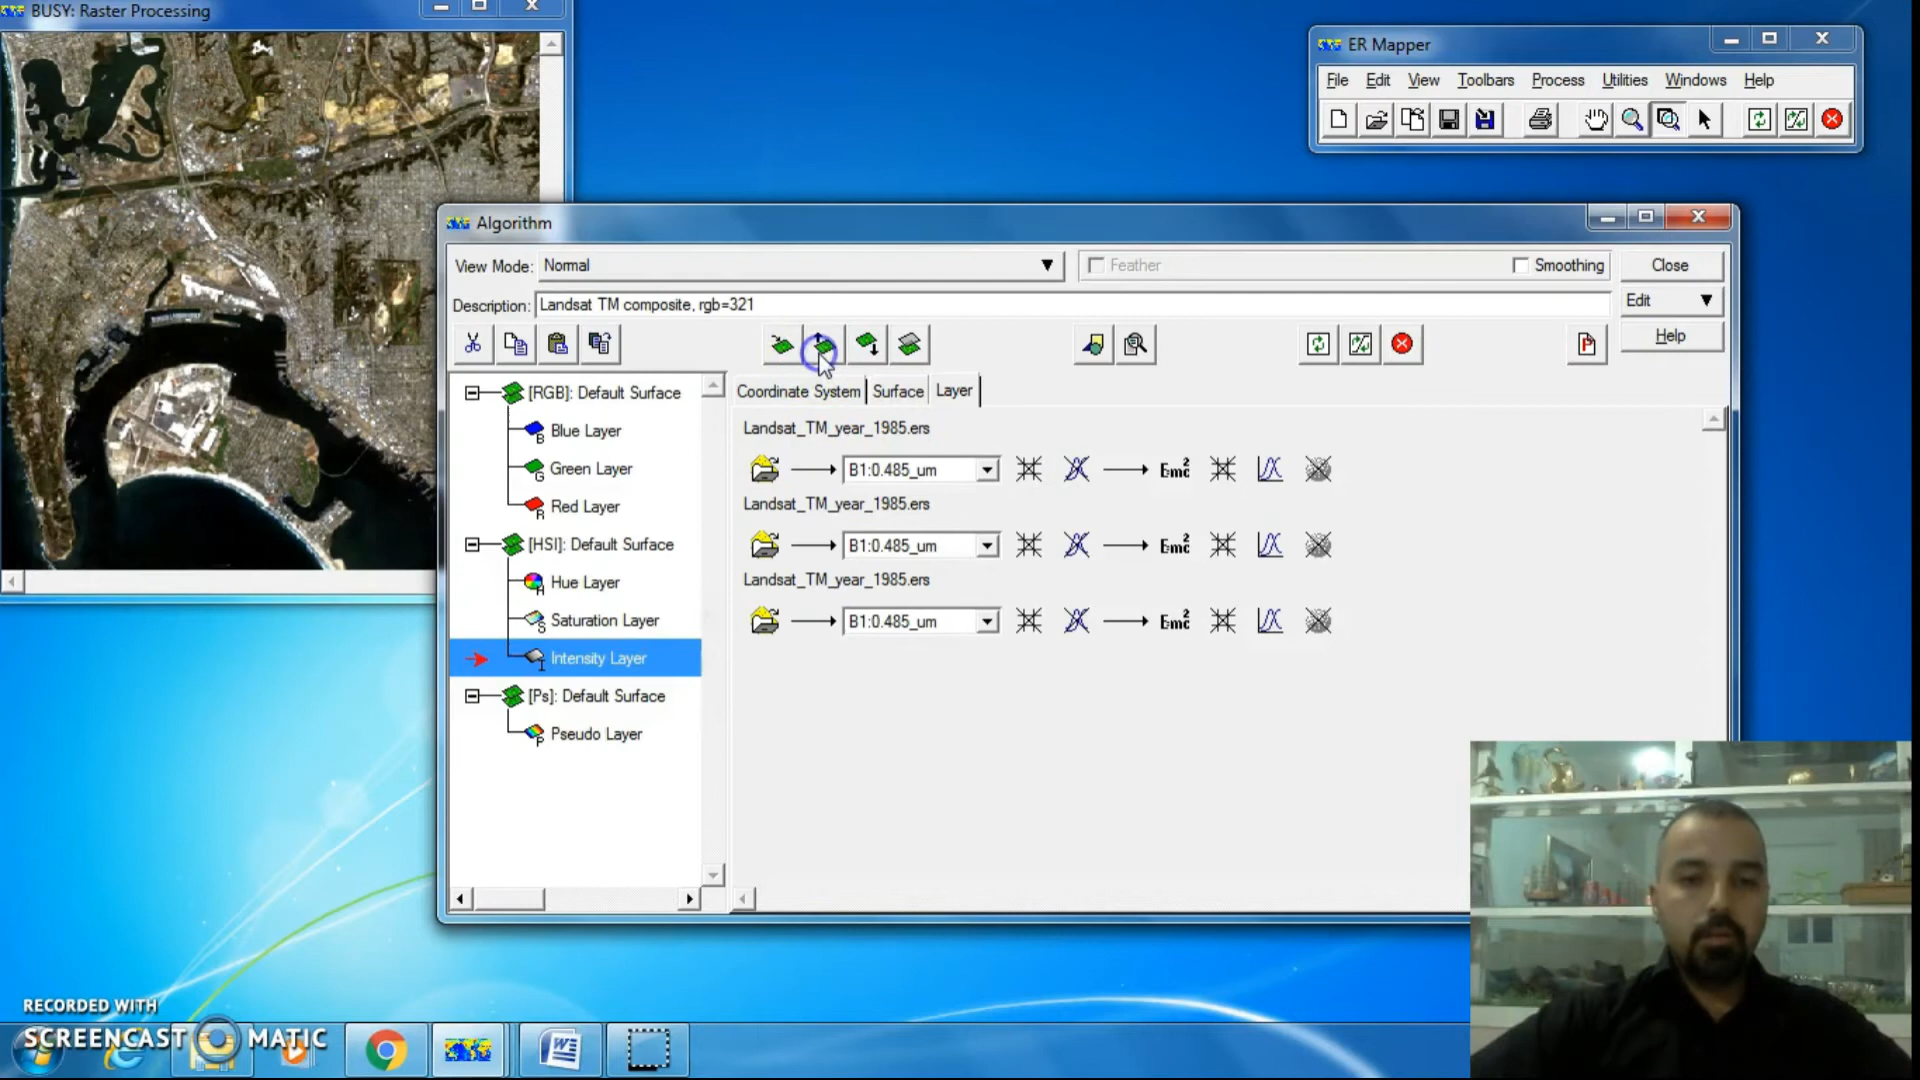 BUSY: Raster Processing
ER Mapper
File Edit View Toolbars Process Utilities Windows Help
Algorithm
View Mode: Normal
Feather
Smoothing
Close
Description: Landsat TM composite, rgb=321
Edit
Help
[RGB]: Default Surface
Blue Layer
Green Layer
Red Layer
[HSI]: Default Surface
Hue Layer
Saturation Layer
Intensity Layer
[Ps]: Default Surface
Pseudo Layer
Coordinate System Surface Layer
Landsat_TM_year_1985.ers
B1:0.485_um Emc²
Landsat_TM_year_1985.ers
B1:0.485_um Emc²
Landsat_TM_year_1985.ers
B1:0.485_um Emc²
RECORDED WITH
SCREENCAST MATIC